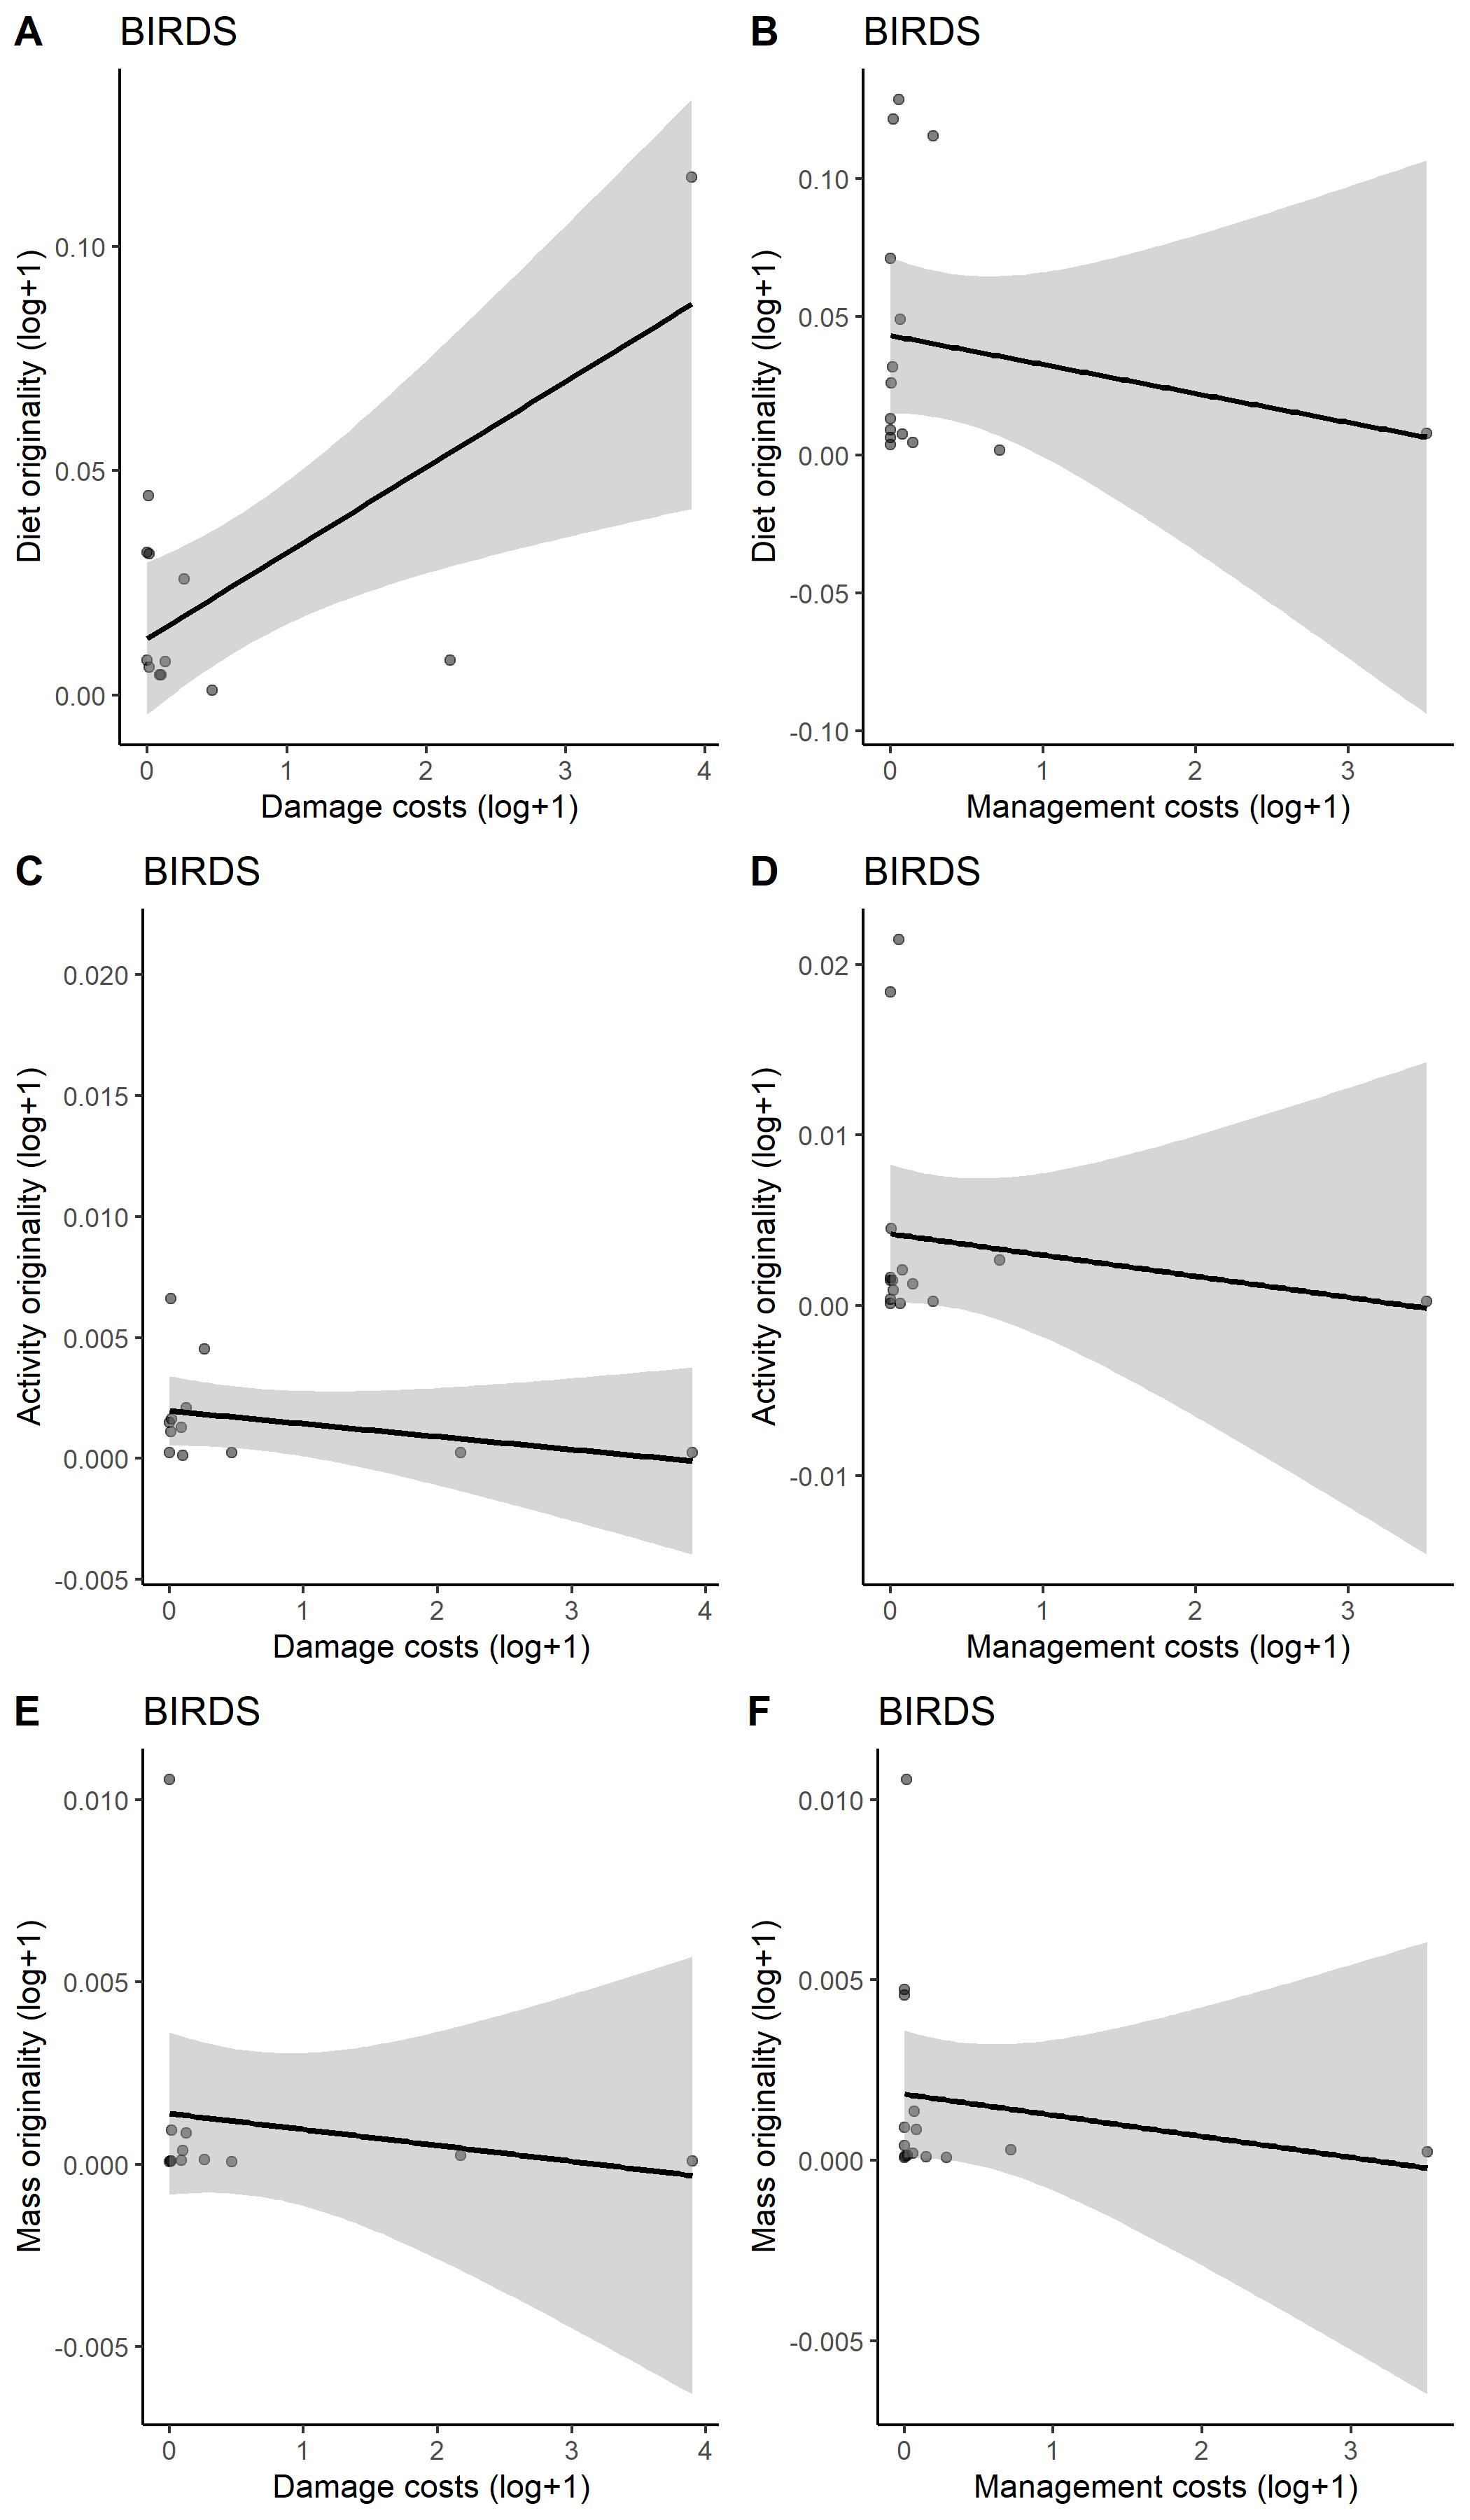 A BIRDS
B BIRDS
Diet originality (log+1)
0.10
0.05
0.00
0 1 2 3 4
Damage costs (log+1)
Diet originality (log+1)
0.10
0.05
0.00
-0.05
-0.10
0 1 2 3
Management costs (log+1)
C BIRDS
D BIRDS
Activity originality (log+1)
0.020
0.015
0.010
0.005
0.000
-0.005
0 1 2 3 4
Damage costs (log+1)
Activity originality (log+1)
0.02
0.01
0.00
-0.01
0 1 2 3
Management costs (log+1)
E BIRDS
F BIRDS
Mass originality (log+1)
0.010
0.005
0.000
-0.005
0 1 2 3 4
Damage costs (log+1)
Mass originality (log+1)
0.010
0.005
0.000
-0.005
0 1 2 3
Management costs (log+1)